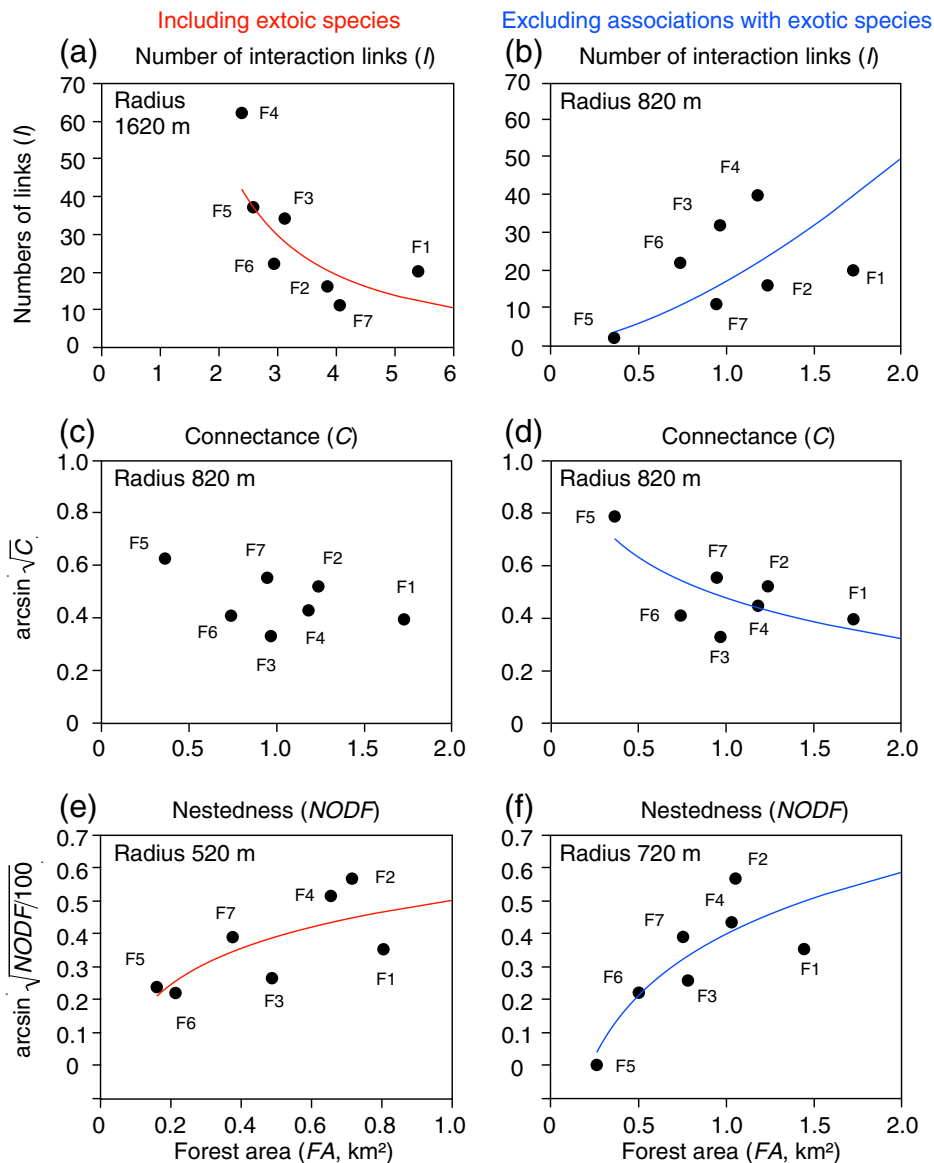 Including extoic species
Excluding associations with exotic species
(a) Number of interaction links (I)
Numbers of links (I)
70
60
50
40
30
20
10
0
Radius
1620 m
F4
F5
F3
F6
F2
F7
F1
0 1 2 3 4 5 6
(b) Number of interaction links (I)
70
60
50
40
30
20
10
0
Radius 820 m
F4
F3
F6
F5
F7
F2
F1
0.5 1.0 1.5 2.0
(c) Connectance (C)
arcsin √C
1.0
0.8
0.6
0.4
0.2
0
Radius 820 m
F5
F7
F2
F1
F6
F3
F4
0 0.5 1.0 1.5 2.0
(d) Connectance (C)
1.0
0.8
0.6
0.4
0.2
0
Radius 820 m
F5
F7
F2
F1
F6
F3
F4
0 0.5 1.0 1.5 2.0
(e) Nestedness (NODF)
arcsin √NODF/100
0.7
0.6
0.5
0.4
0.3
0.2
0.1
0
Radius 520 m
F5
F6
F7
F3
F4
F2
F1
0 0.2 0.4 0.6 0.8 1.0
Forest area (FA, km²)
(f) Nestedness (NODF)
0.7
0.6
0.5
0.4
0.3
0.2
0.1
0
Radius 720 m
F2
F4
F7
F6
F3
F1
F5
0 0.5 1.0 1.5 2.0
Forest area (FA, km²)